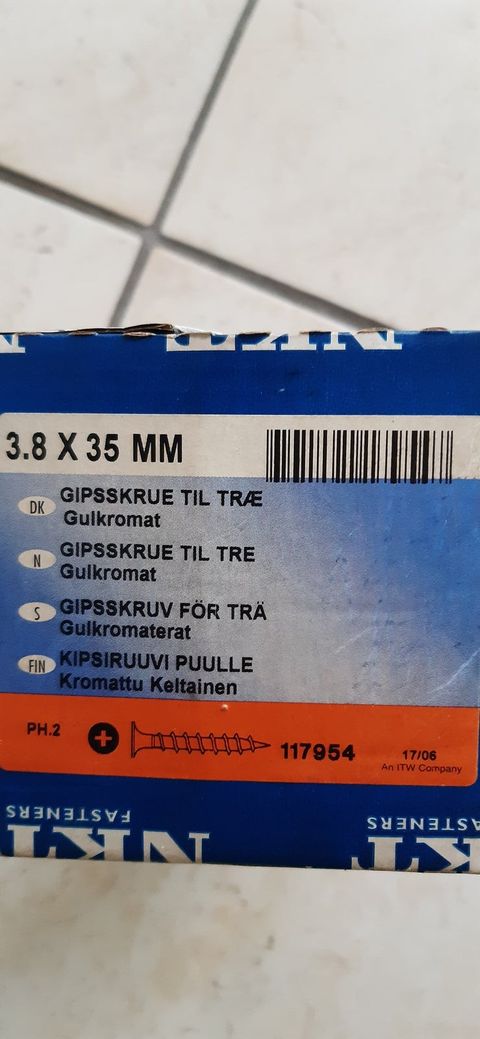 NKT
3.8 X 35 MM
DK GIPSSKRUE TIL TRÆ
Gulkromat
N GIPSSKRUE TIL TRE
Gulkromat
S GIPSSKRUV FÖR TRÄ
Gulkromaterat
FIN KIPSIRUUVI PUULLE
Kromattu Keltainen
PH.2 117954 17/06
An ITW Company
NKT FASTENERS
NKT FASTENERS